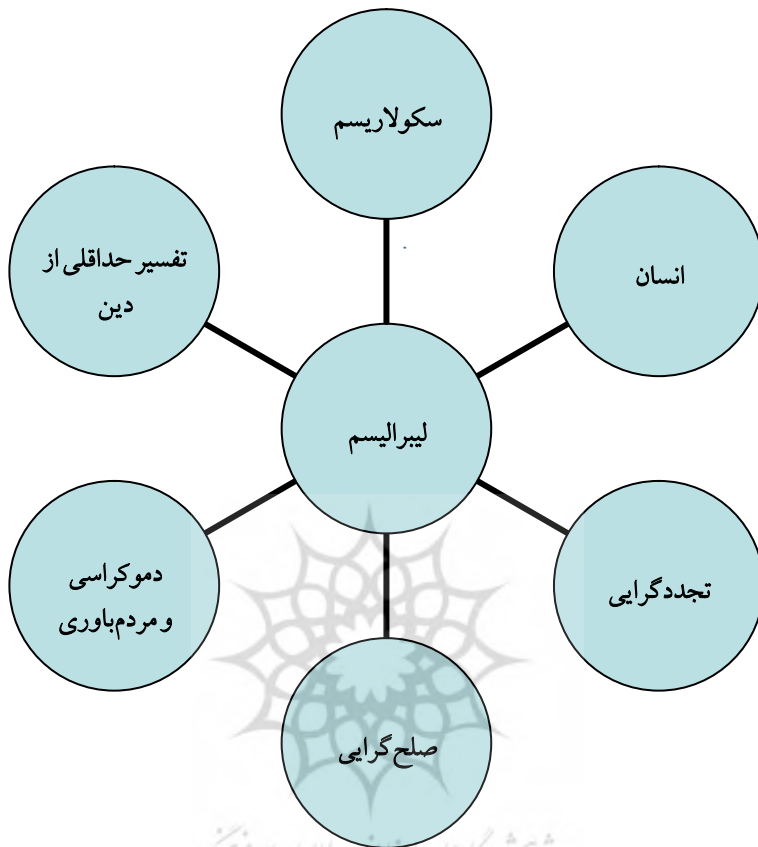 سکولاریسم
انسان
تفسیر حداقلی از
دین
لیبرالیسم
تجددگرایی
دموکراسی
و مردم‌باوری
صلح‌گرایی